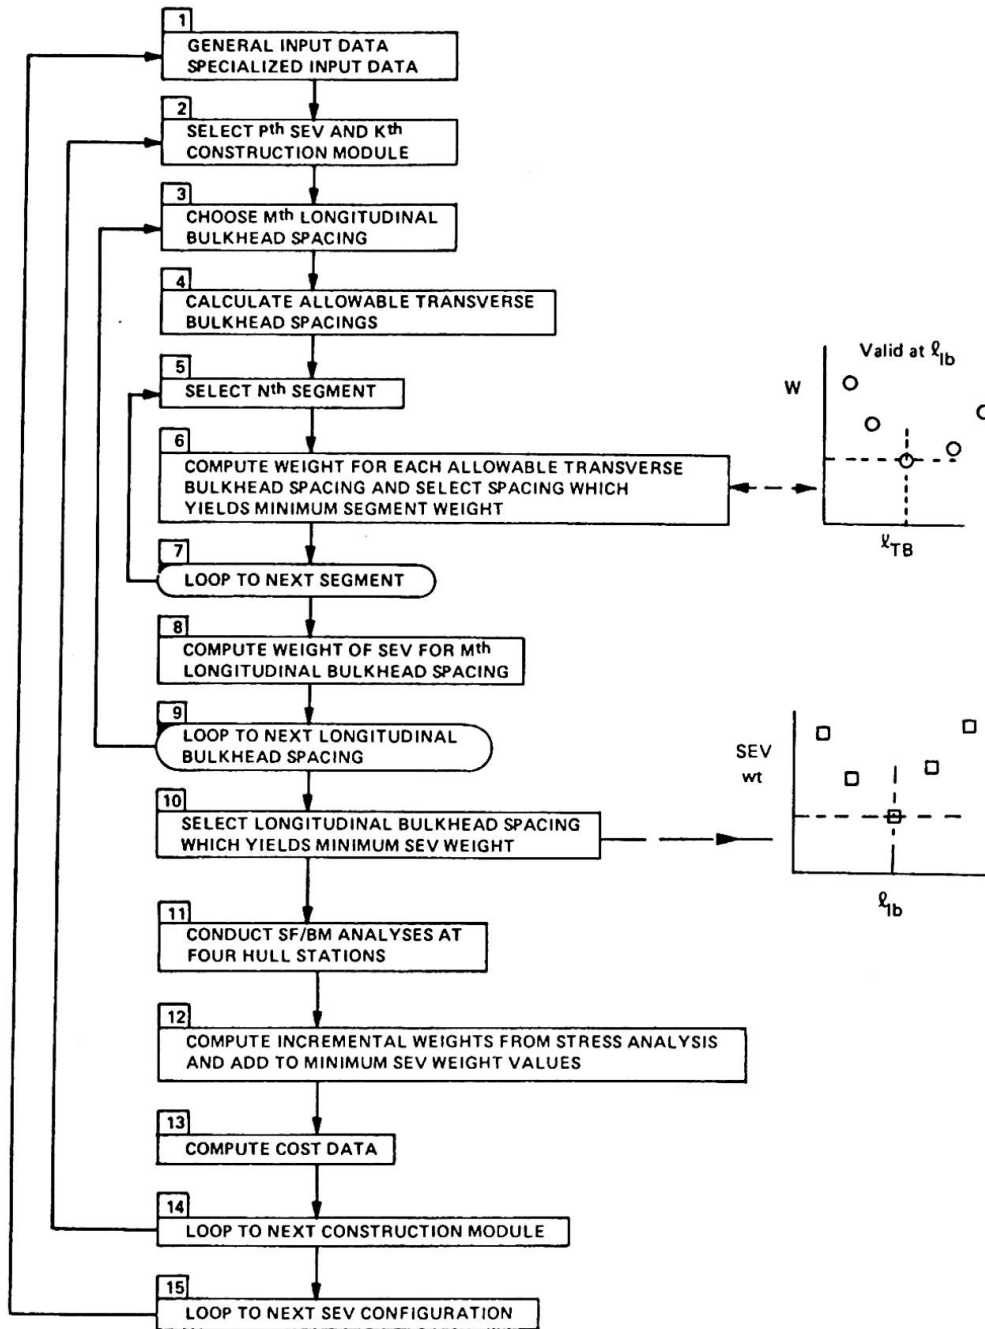 1
GENERAL INPUT DATA
SPECIALIZED INPUT DATA
2
SELECT Pth SEV AND Kth
CONSTRUCTION MODULE
3
CHOOSE Mth LONGITUDINAL
BULKHEAD SPACING
4
CALCULATE ALLOWABLE TRANSVERSE
BULKHEAD SPACINGS
5
SELECT Nth SEGMENT
6
COMPUTE WEIGHT FOR EACH ALLOWABLE TRANSVERSE
BULKHEAD SPACING AND SELECT SPACING WHICH
YIELDS MINIMUM SEGMENT WEIGHT
Valid at ℓlb
W
ℓTB
7
LOOP TO NEXT SEGMENT
8
COMPUTE WEIGHT OF SEV FOR Mth
LONGITUDINAL BULKHEAD SPACING
9
LOOP TO NEXT LONGITUDINAL
BULKHEAD SPACING
10
SELECT LONGITUDINAL BULKHEAD SPACING
WHICH YIELDS MINIMUM SEV WEIGHT
SEV
wt
ℓlb
11
CONDUCT SF/BM ANALYSES AT
FOUR HULL STATIONS
12
COMPUTE INCREMENTAL WEIGHTS FROM STRESS ANALYSIS
AND ADD TO MINIMUM SEV WEIGHT VALUES
13
COMPUTE COST DATA
14
LOOP TO NEXT CONSTRUCTION MODULE
15
LOOP TO NEXT SEV CONFIGURATION